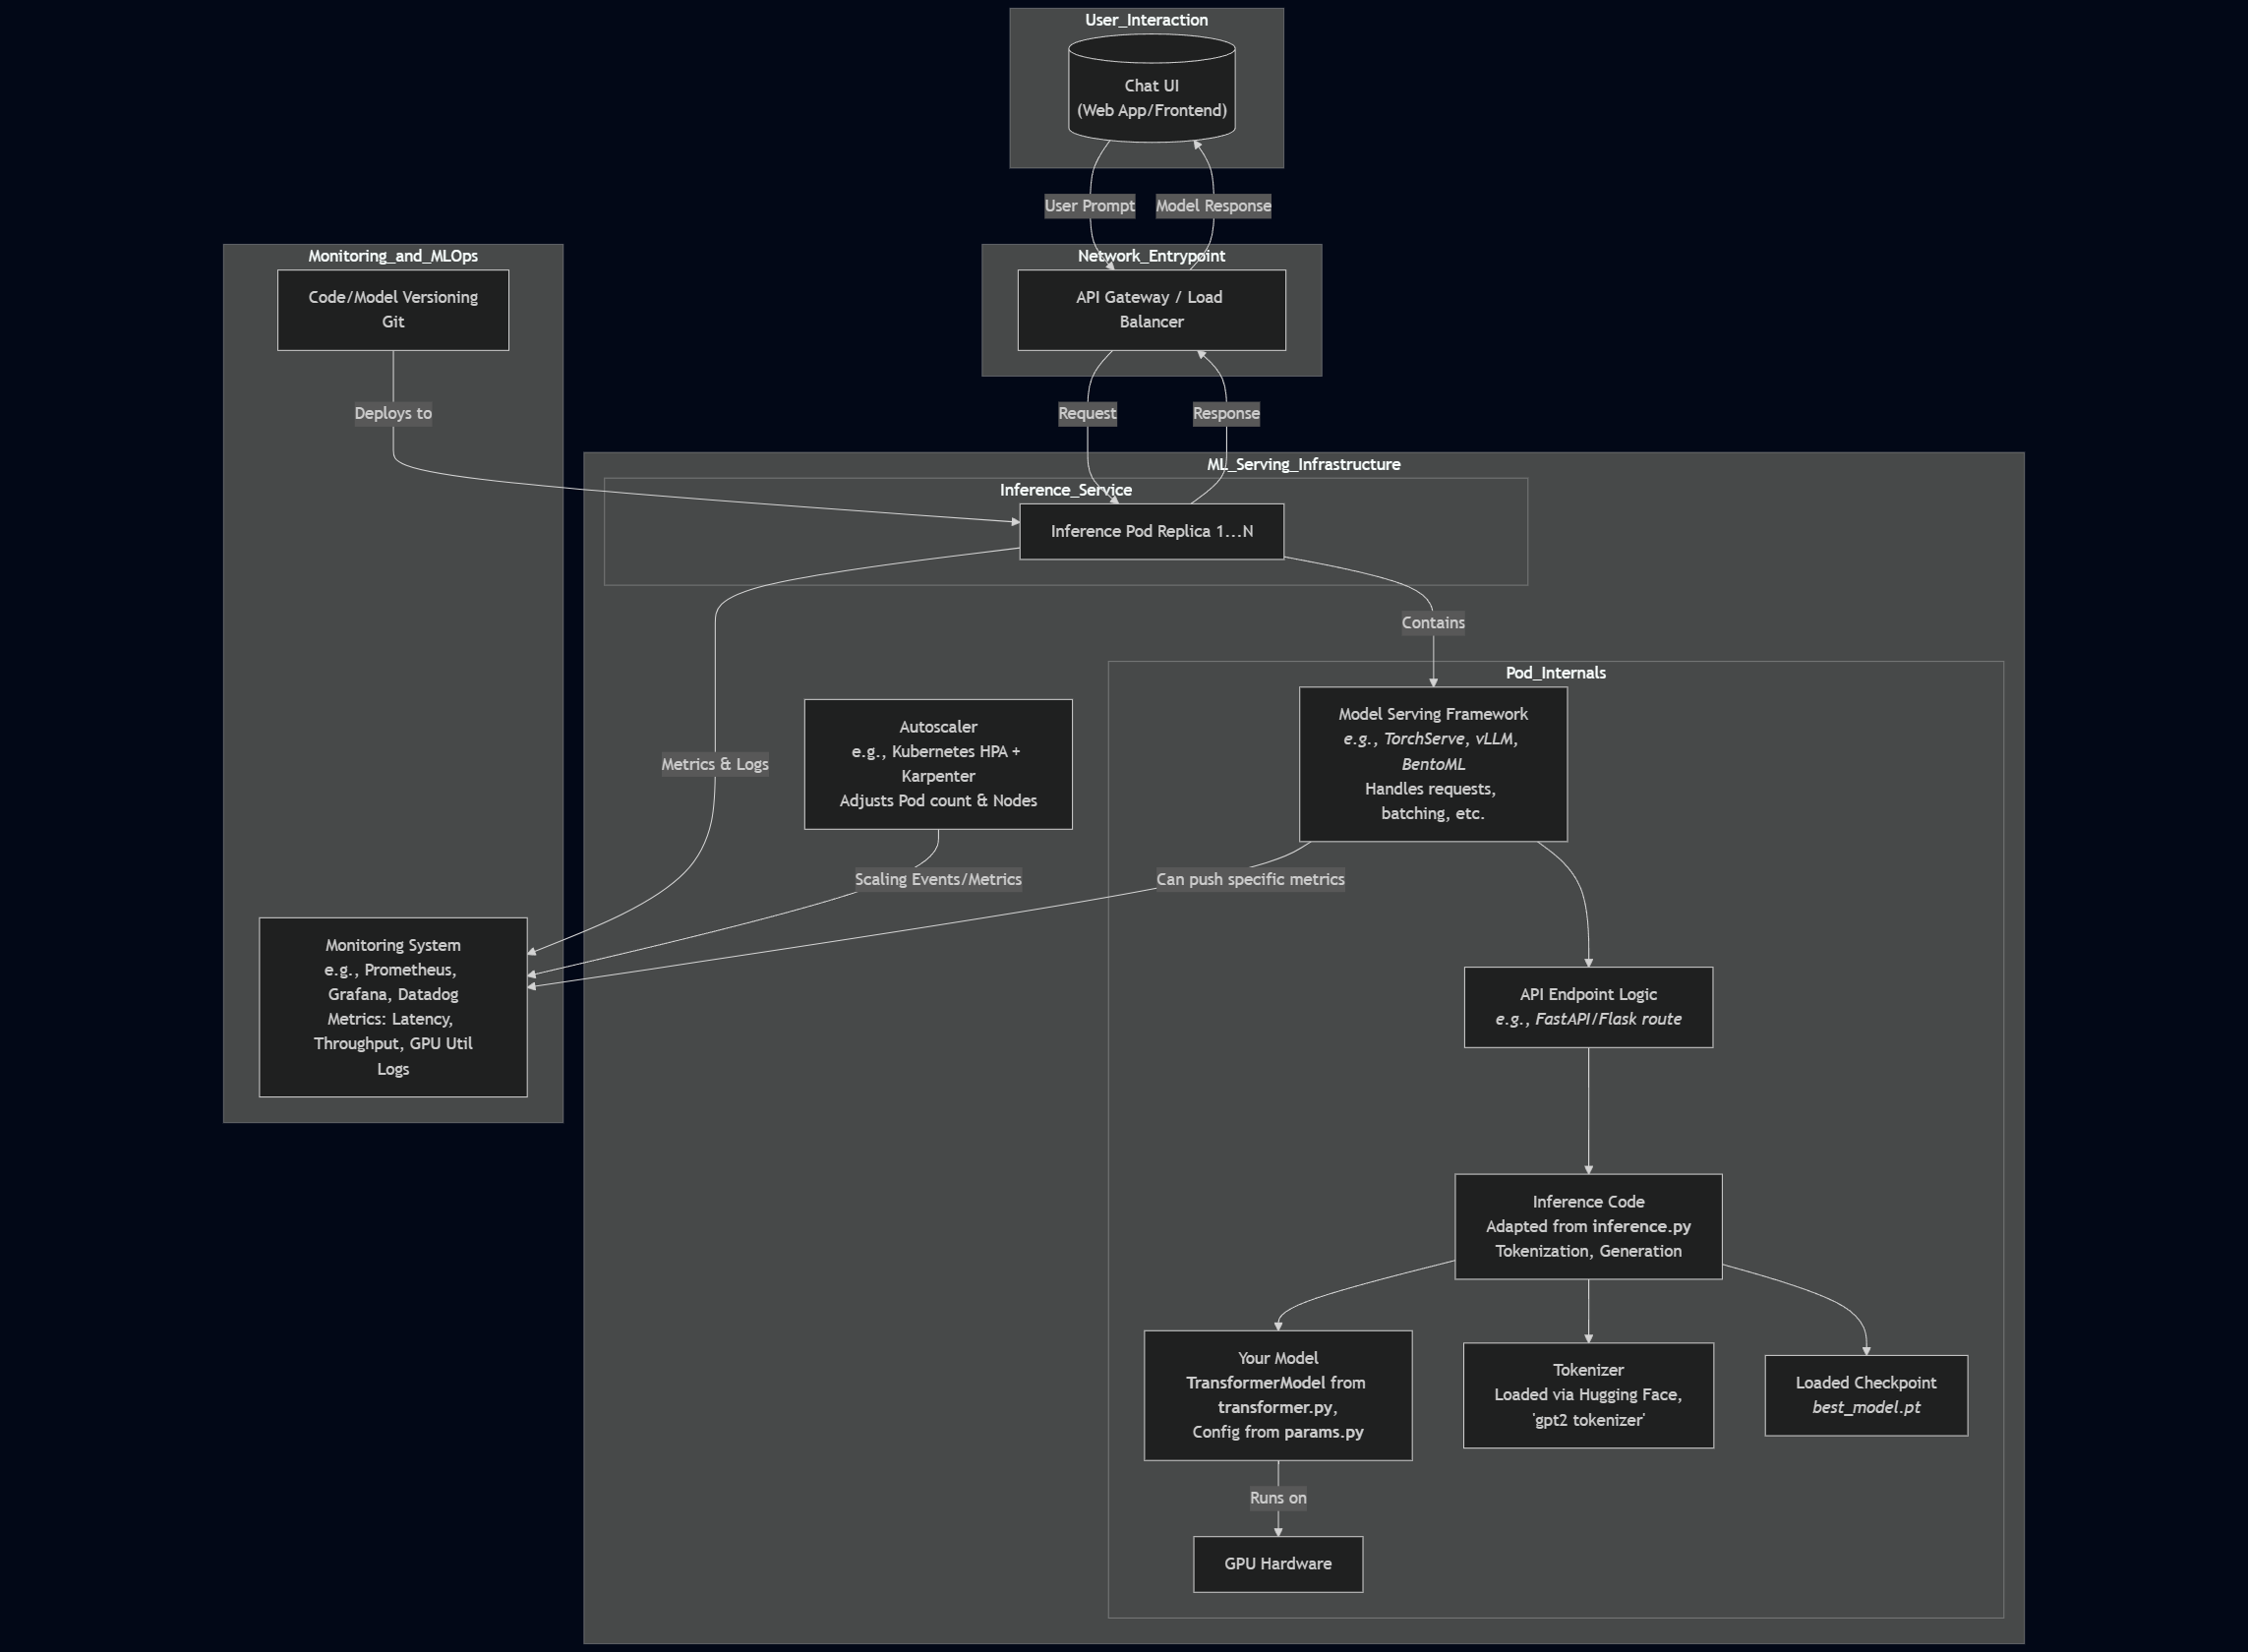 User_Interaction
Chat UI
(Web App/Frontend)
User Prompt
Model Response
Monitoring_and_MLOps
Code/Model Versioning
Git
Network_Entrypoint
API Gateway / Load
Balancer
Deploys to
Request
Response
ML_Serving_Infrastructure
Inference_Service
Inference Pod Replica 1...N
Contains
Pod_Internals
Model Serving Framework
e.g., TorchServe, vLLM,
BentoML
Handles requests,
batching, etc.
Autoscaler
e.g., Kubernetes HPA +
Karpenter
Adjusts Pod count & Nodes
Metrics & Logs
Scaling Events/Metrics
Can push specific metrics
Monitoring System
e.g., Prometheus,
Grafana, Datadog
Metrics: Latency,
Throughput, GPU Util
Logs
API Endpoint Logic
e.g., FastAPI/Flask route
Inference Code
Adapted from inference.py
Tokenization, Generation
Your Model
TransformerModel from
transformer.py,
Config from params.py
Tokenizer
Loaded via Hugging Face,
'gpt2 tokenizer'
Loaded Checkpoint
best_model.pt
Runs on
GPU Hardware